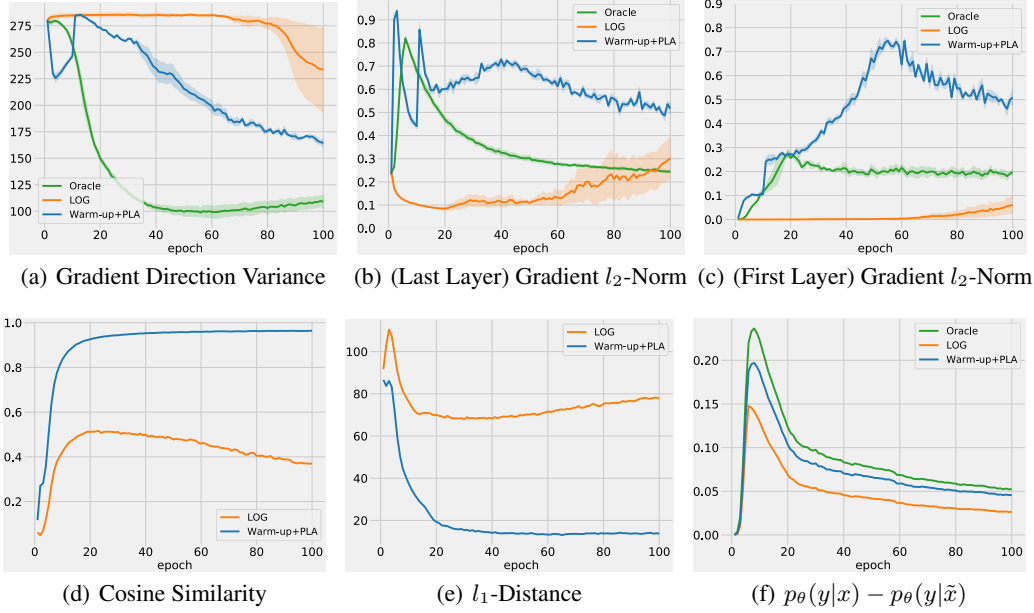 275
250
225
200
175
150
125
100
0
20
40
60
80
100
epoch
Oracle
LOG
Warm-up+PLA
(a) Gradient Direction Variance
0.9
0.8
0.7
0.6
0.5
0.4
0.3
0.2
0.1
0.0
0
20
40
60
80
100
epoch
Oracle
LOG
Warm-up+PLA
(b) (Last Layer) Gradient l₂-Norm
0.9
0.8
0.7
0.6
0.5
0.4
0.3
0.2
0.1
0.0
0
20
40
60
80
100
epoch
Oracle
LOG
Warm-up+PLA
(c) (First Layer) Gradient l₂-Norm
1.0
0.8
0.6
0.4
0.2
0
20
40
60
80
100
epoch
LOG
Warm-up+PLA
(d) Cosine Similarity
100
80
60
40
20
0
20
40
60
80
100
epoch
LOG
Warm-up+PLA
(e) l₁-Distance
0.20
0.15
0.10
0.05
0.00
0
20
40
60
80
100
epoch
Oracle
LOG
Warm-up+PLA
(f) pθ(y|x) − pθ(y|x̃)